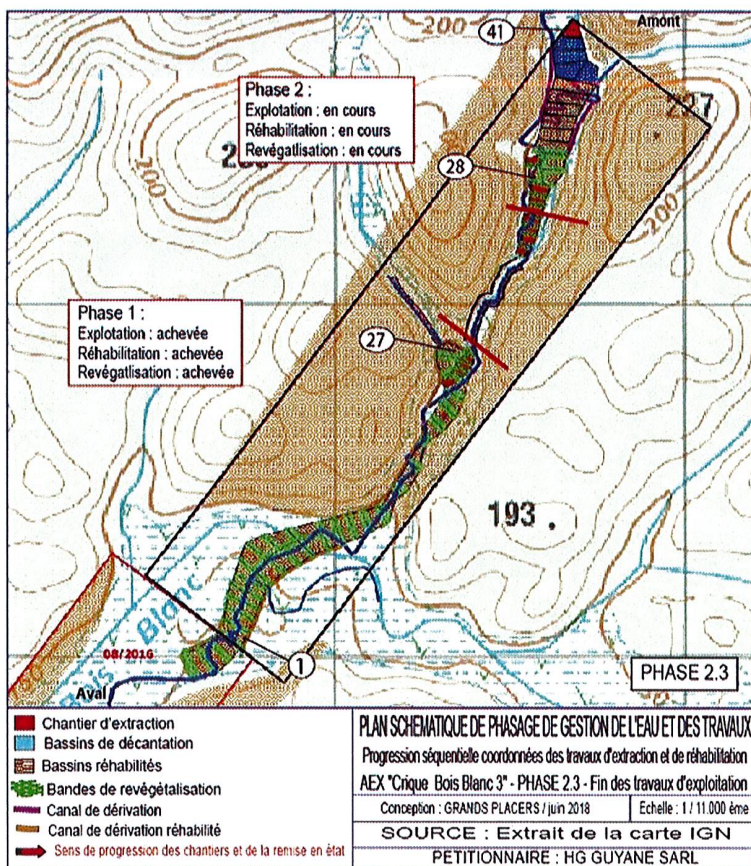 200
41
Amont
Phase 2 :
Explotation : en cours
Réhabilitation : en cours
Revégatlisation : en cours
200
227
28
200
Phase 1 :
Explotation : achevée
Réhabilitation : achevée
Revégatlisation : achevée
27
193 .
Bois Blanc
08/2016
1
Aval
PHASE 2.3
Chantier d'extraction
Bassins de décantation
Bassins réhabilités
Bandes de revégétalisation
Canal de dérivation
Canal de dérivation réhabilité
Sens de progression des chantiers et de la remise en état
PLAN SCHEMATIQUE DE PHASAGE DE GESTION DE L'EAU ET DES TRAVAUX
Progression séquentielle coordonnées des travaux d'extraction et de réhabilitation
AEX "Crique Bois Blanc 3" - PHASE 2.3 - Fin des travaux d'exploitation
Conception : GRANDS PLACERS / juin 2018
Echelle : 1 / 11.000 ème
SOURCE : Extrait de la carte IGN
PETITIONNAIRE : HG GUYANE SARL